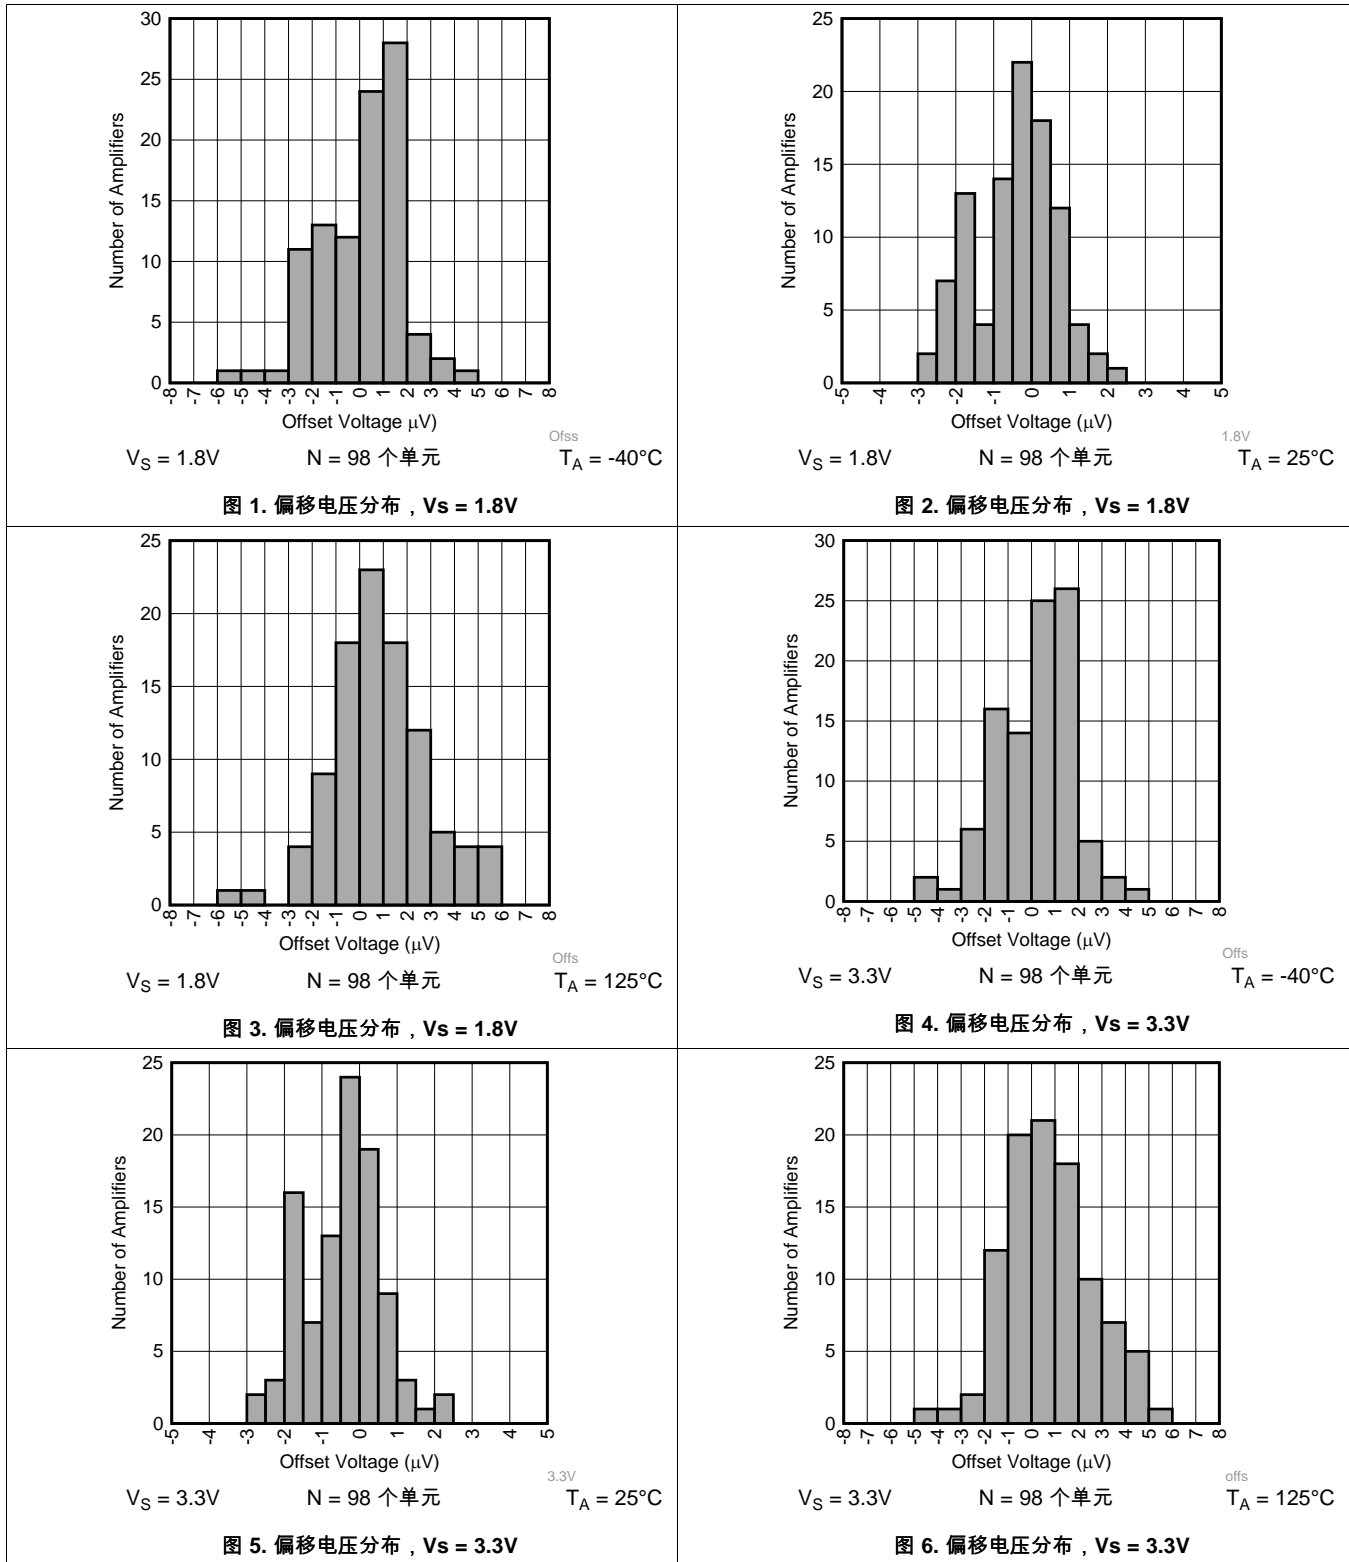 30
25
20
15
10
5
0
Number of Amplifiers
-8 -7 -6 -5 -4 -3 -2 -1 0 1 2 3 4 5 6 7 8
Offset Voltage μV
Ofss
V_S = 1.8V N = 98 个单元 T_A = -40°C
图 1. 偏移电压分布，Vs = 1.8V
25
20
15
10
5
0
Number of Amplifiers
-5 -4 -3 -2 -1 0 1 2 3 4 5
Offset Voltage (μV)
1.8V
V_S = 1.8V N = 98 个单元 T_A = 25°C
图 2. 偏移电压分布，Vs = 1.8V
25
20
15
10
5
0
Number of Amplifiers
-8 -7 -6 -5 -4 -3 -2 -1 0 1 2 3 4 5 6 7 8
Offset Voltage (μV)
Offs
V_S = 1.8V N = 98 个单元 T_A = 125°C
图 3. 偏移电压分布，Vs = 1.8V
30
25
20
15
10
5
0
Number of Amplifiers
-8 -7 -6 -5 -4 -3 -2 -1 0 1 2 3 4 5 6 7 8
Offset Voltage (μV)
Offs
V_S = 3.3V N = 98 个单元 T_A = -40°C
图 4. 偏移电压分布，Vs = 3.3V
25
20
15
10
5
0
Number of Amplifiers
-5 -4 -3 -2 -1 0 1 2 3 4 5
Offset Voltage (μV)
3.3V
V_S = 3.3V N = 98 个单元 T_A = 25°C
图 5. 偏移电压分布，Vs = 3.3V
25
20
15
10
5
0
Number of Amplifiers
-8 -7 -6 -5 -4 -3 -2 -1 0 1 2 3 4 5 6 7 8
Offset Voltage (μV)
offs
V_S = 3.3V N = 98 个单元 T_A = 125°C
图 6. 偏移电压分布，Vs = 3.3V